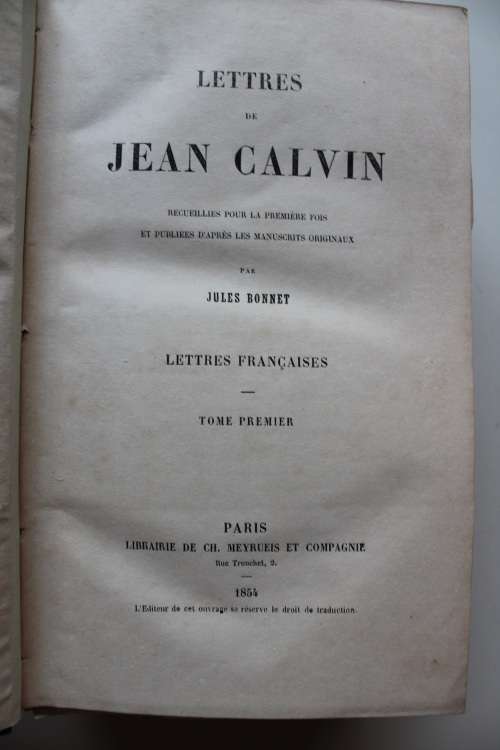 LETTRES
DE
JEAN CALVIN
RECUEILLIES POUR LA PREMIÈRE FOIS
ET PUBLIÉES D'APRÈS LES MANUSCRITS ORIGINAUX
PAR
JULES BONNET
LETTRES FRANÇAISES
TOME PREMIER
PARIS
LIBRAIRIE DE CH. MEYRUEIS ET COMPAGNIE
Rue Tronchet, 2.
1854
L'Editeur de cet ouvrage se réserve le droit de traduction.